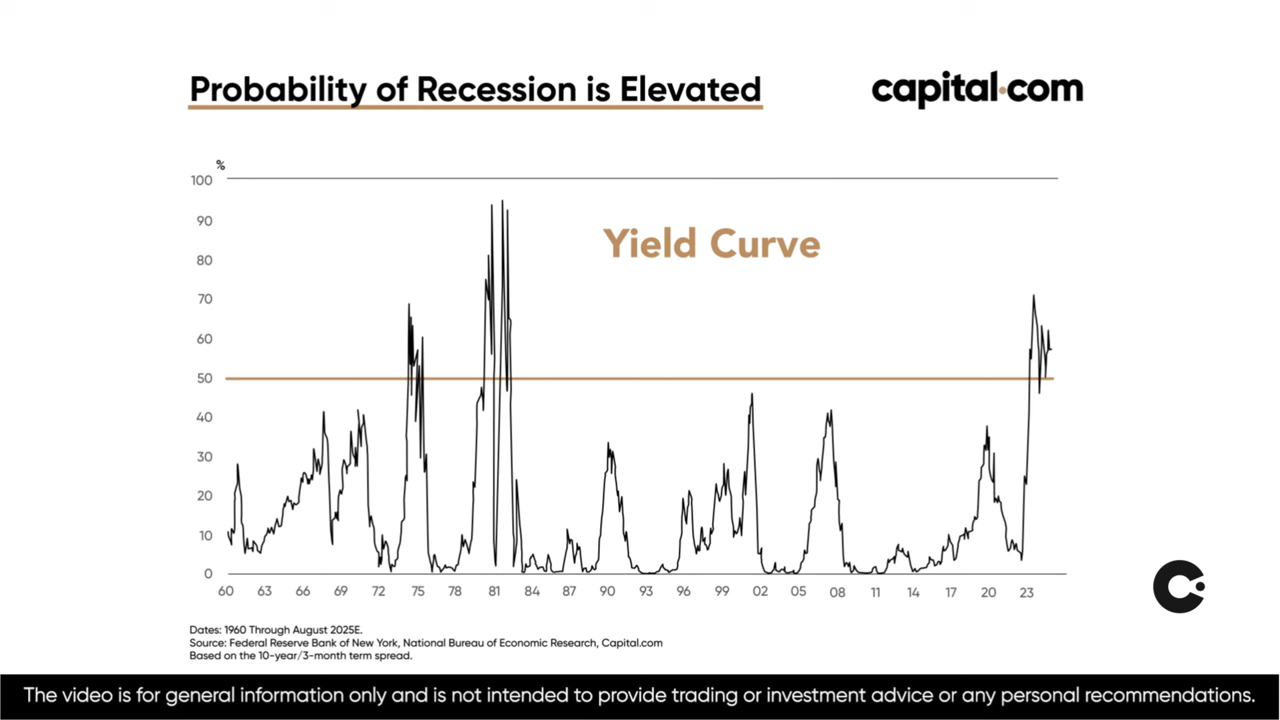 Probability of Recession is Elevated
capital.com
%
100
90
80
70
60
50
40
30
20
10
0
Yield Curve
60 63 66 69 72 75 78 81 84 87 90 93 96 99 02 05 08 11 14 17 20 23
Dates: 1960 Through August 2025E.
Source: Federal Reserve Bank of New York, National Bureau of Economic Research, Capital.com
Based on the 10-year/3-month term spread.
The video is for general information only and is not intended to provide trading or investment advice or any personal recommendations.